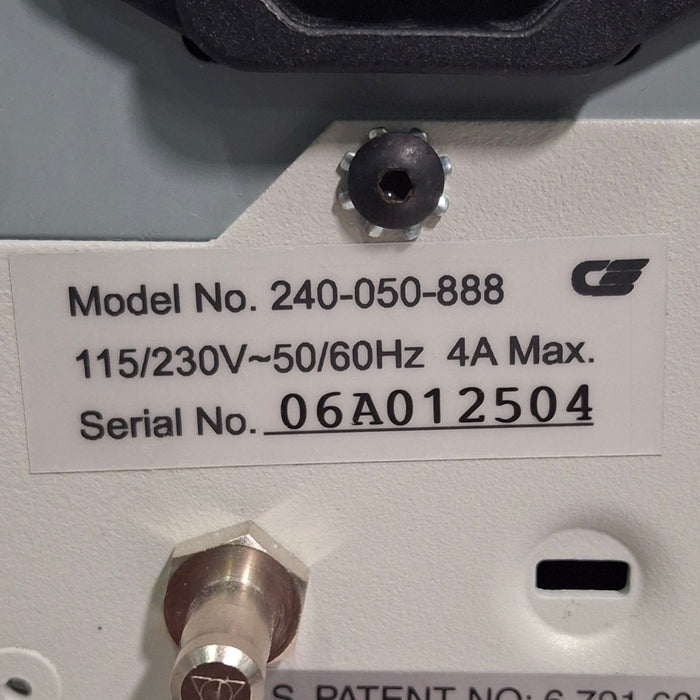 Model No. 240-050-888
115/230V~50/60Hz 4A Max.
Serial No. 06A012504
S. PATENT NO: 6,791,60